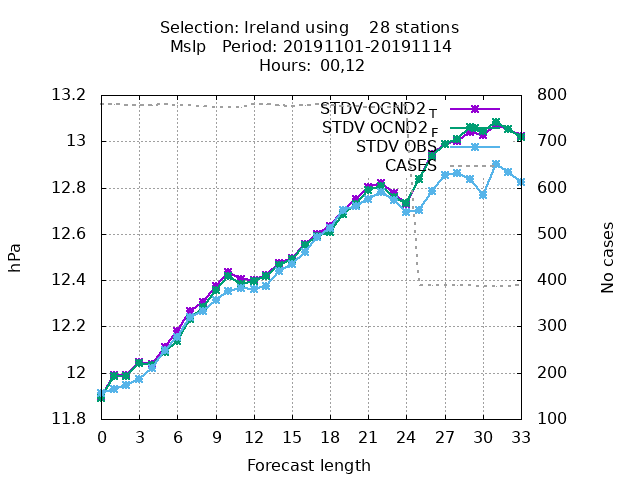 Selection: Ireland using 28 stations
Mslp Period: 20191101-20191114
Hours: 00,12
STDV OCND2 T
STDV OCND2 F
STDV OBS
CASES
13.2
13
12.8
12.6
12.4
12.2
12
11.8
hPa
800
700
600
500
400
300
200
100
No cases
0 3 6 9 12 15 18 21 24 27 30 33
Forecast length